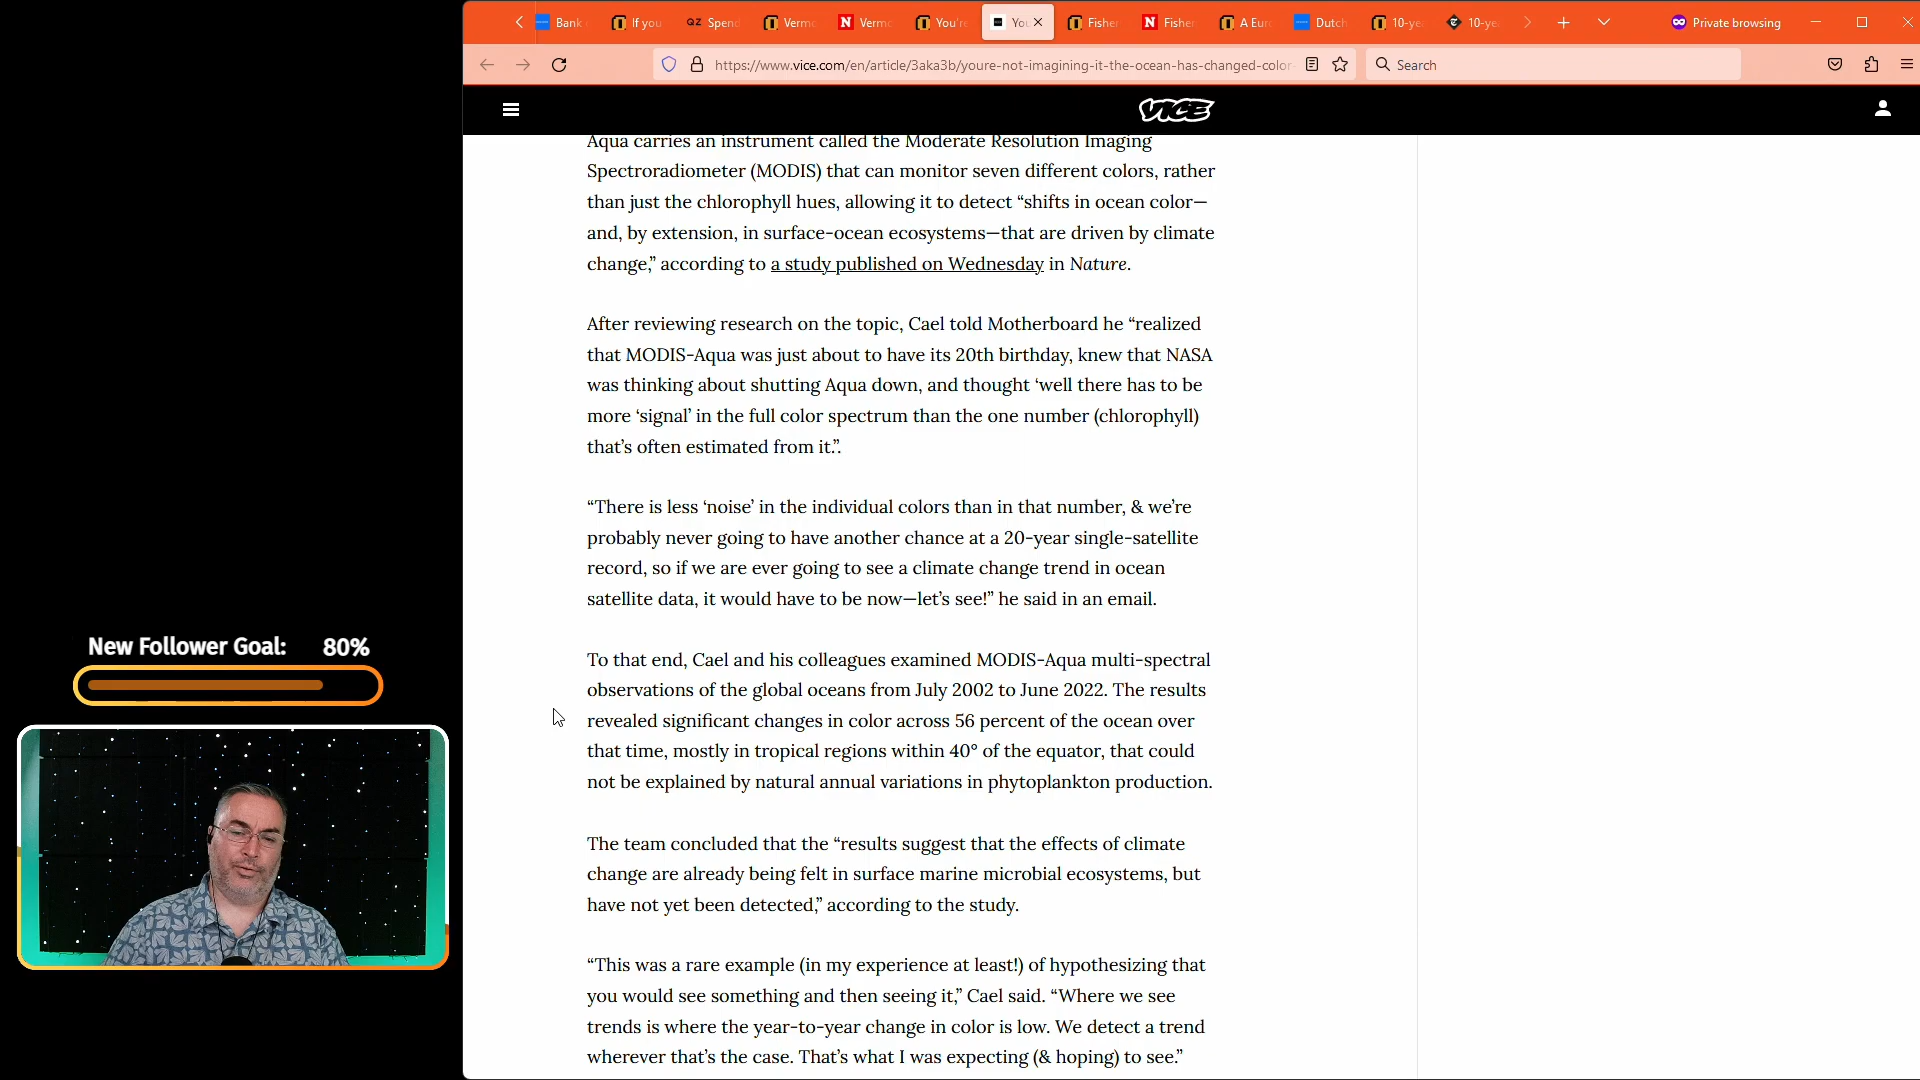 Bank
If you
QZ Spend
Verm
N Verm
You're
You
Fishe
N Fisher
A Eur
Dutch
10-ye
10-ye
Private browsing
https://www.vice.com/en/article/3aka3b/youre-not-imagining-it-the-ocean-has-changed-color-
Search
VICE
Aqua carries an instrument called the Moderate Resolution Imaging
Spectroradiometer (MODIS) that can monitor seven different colors, rather
than just the chlorophyll hues, allowing it to detect “shifts in ocean color—
and, by extension, in surface-ocean ecosystems—that are driven by climate
change,” according to a study published on Wednesday in Nature.
After reviewing research on the topic, Cael told Motherboard he “realized
that MODIS-Aqua was just about to have its 20th birthday, knew that NASA
was thinking about shutting Aqua down, and thought ‘well there has to be
more ‘signal’ in the full color spectrum than the one number (chlorophyll)
that’s often estimated from it.”.
“There is less ‘noise’ in the individual colors than in that number, & we’re
probably never going to have another chance at a 20-year single-satellite
record, so if we are ever going to see a climate change trend in ocean
satellite data, it would have to be now—let’s see!” he said in an email.
To that end, Cael and his colleagues examined MODIS-Aqua multi-spectral
observations of the global oceans from July 2002 to June 2022. The results
revealed significant changes in color across 56 percent of the ocean over
that time, mostly in tropical regions within 40° of the equator, that could
not be explained by natural annual variations in phytoplankton production.
The team concluded that the “results suggest that the effects of climate
change are already being felt in surface marine microbial ecosystems, but
have not yet been detected,” according to the study.
“This was a rare example (in my experience at least!) of hypothesizing that
you would see something and then seeing it,” Cael said. “Where we see
trends is where the year-to-year change in color is low. We detect a trend
wherever that’s the case. That’s what I was expecting (& hoping) to see.”
New Follower Goal: 80%